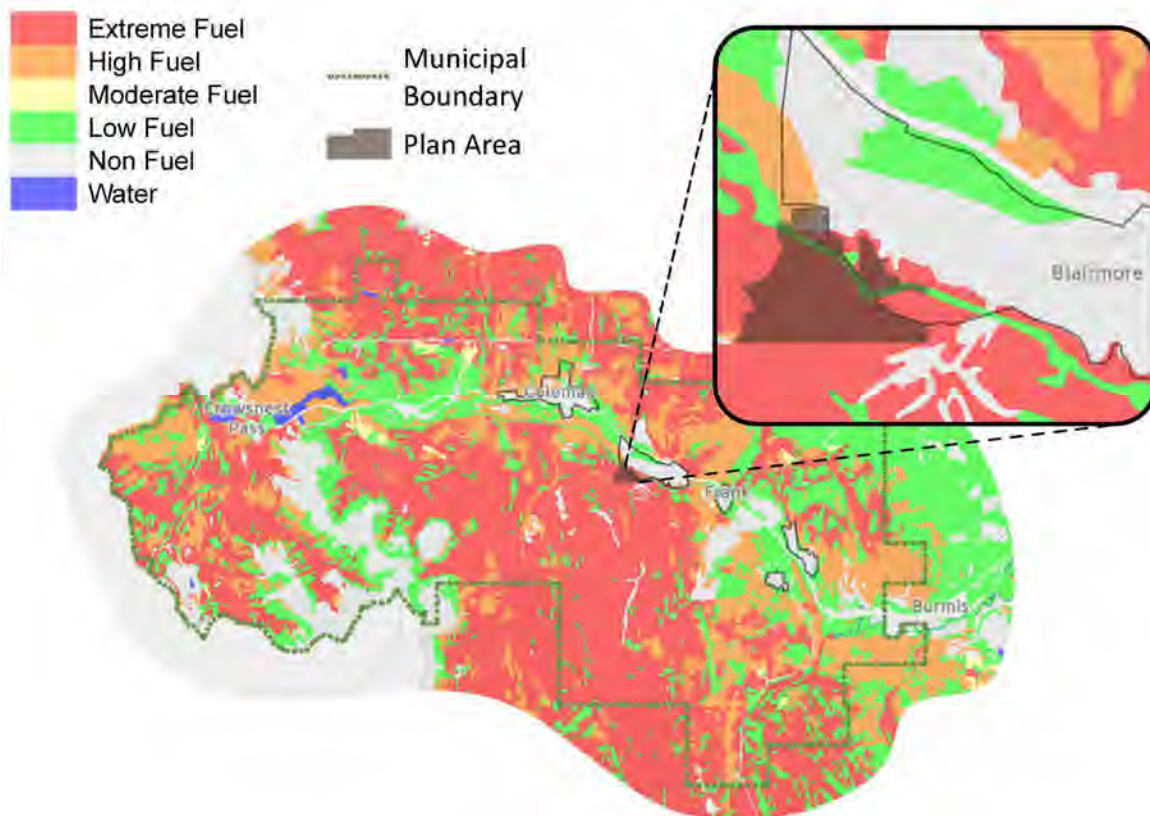 Extreme Fuel
High Fuel
Moderate Fuel
Low Fuel
Non Fuel
Water
Municipal
Boundary
Plan Area
Blairmore
Coleman
Crowsnest
Pass
Frank
Burmis